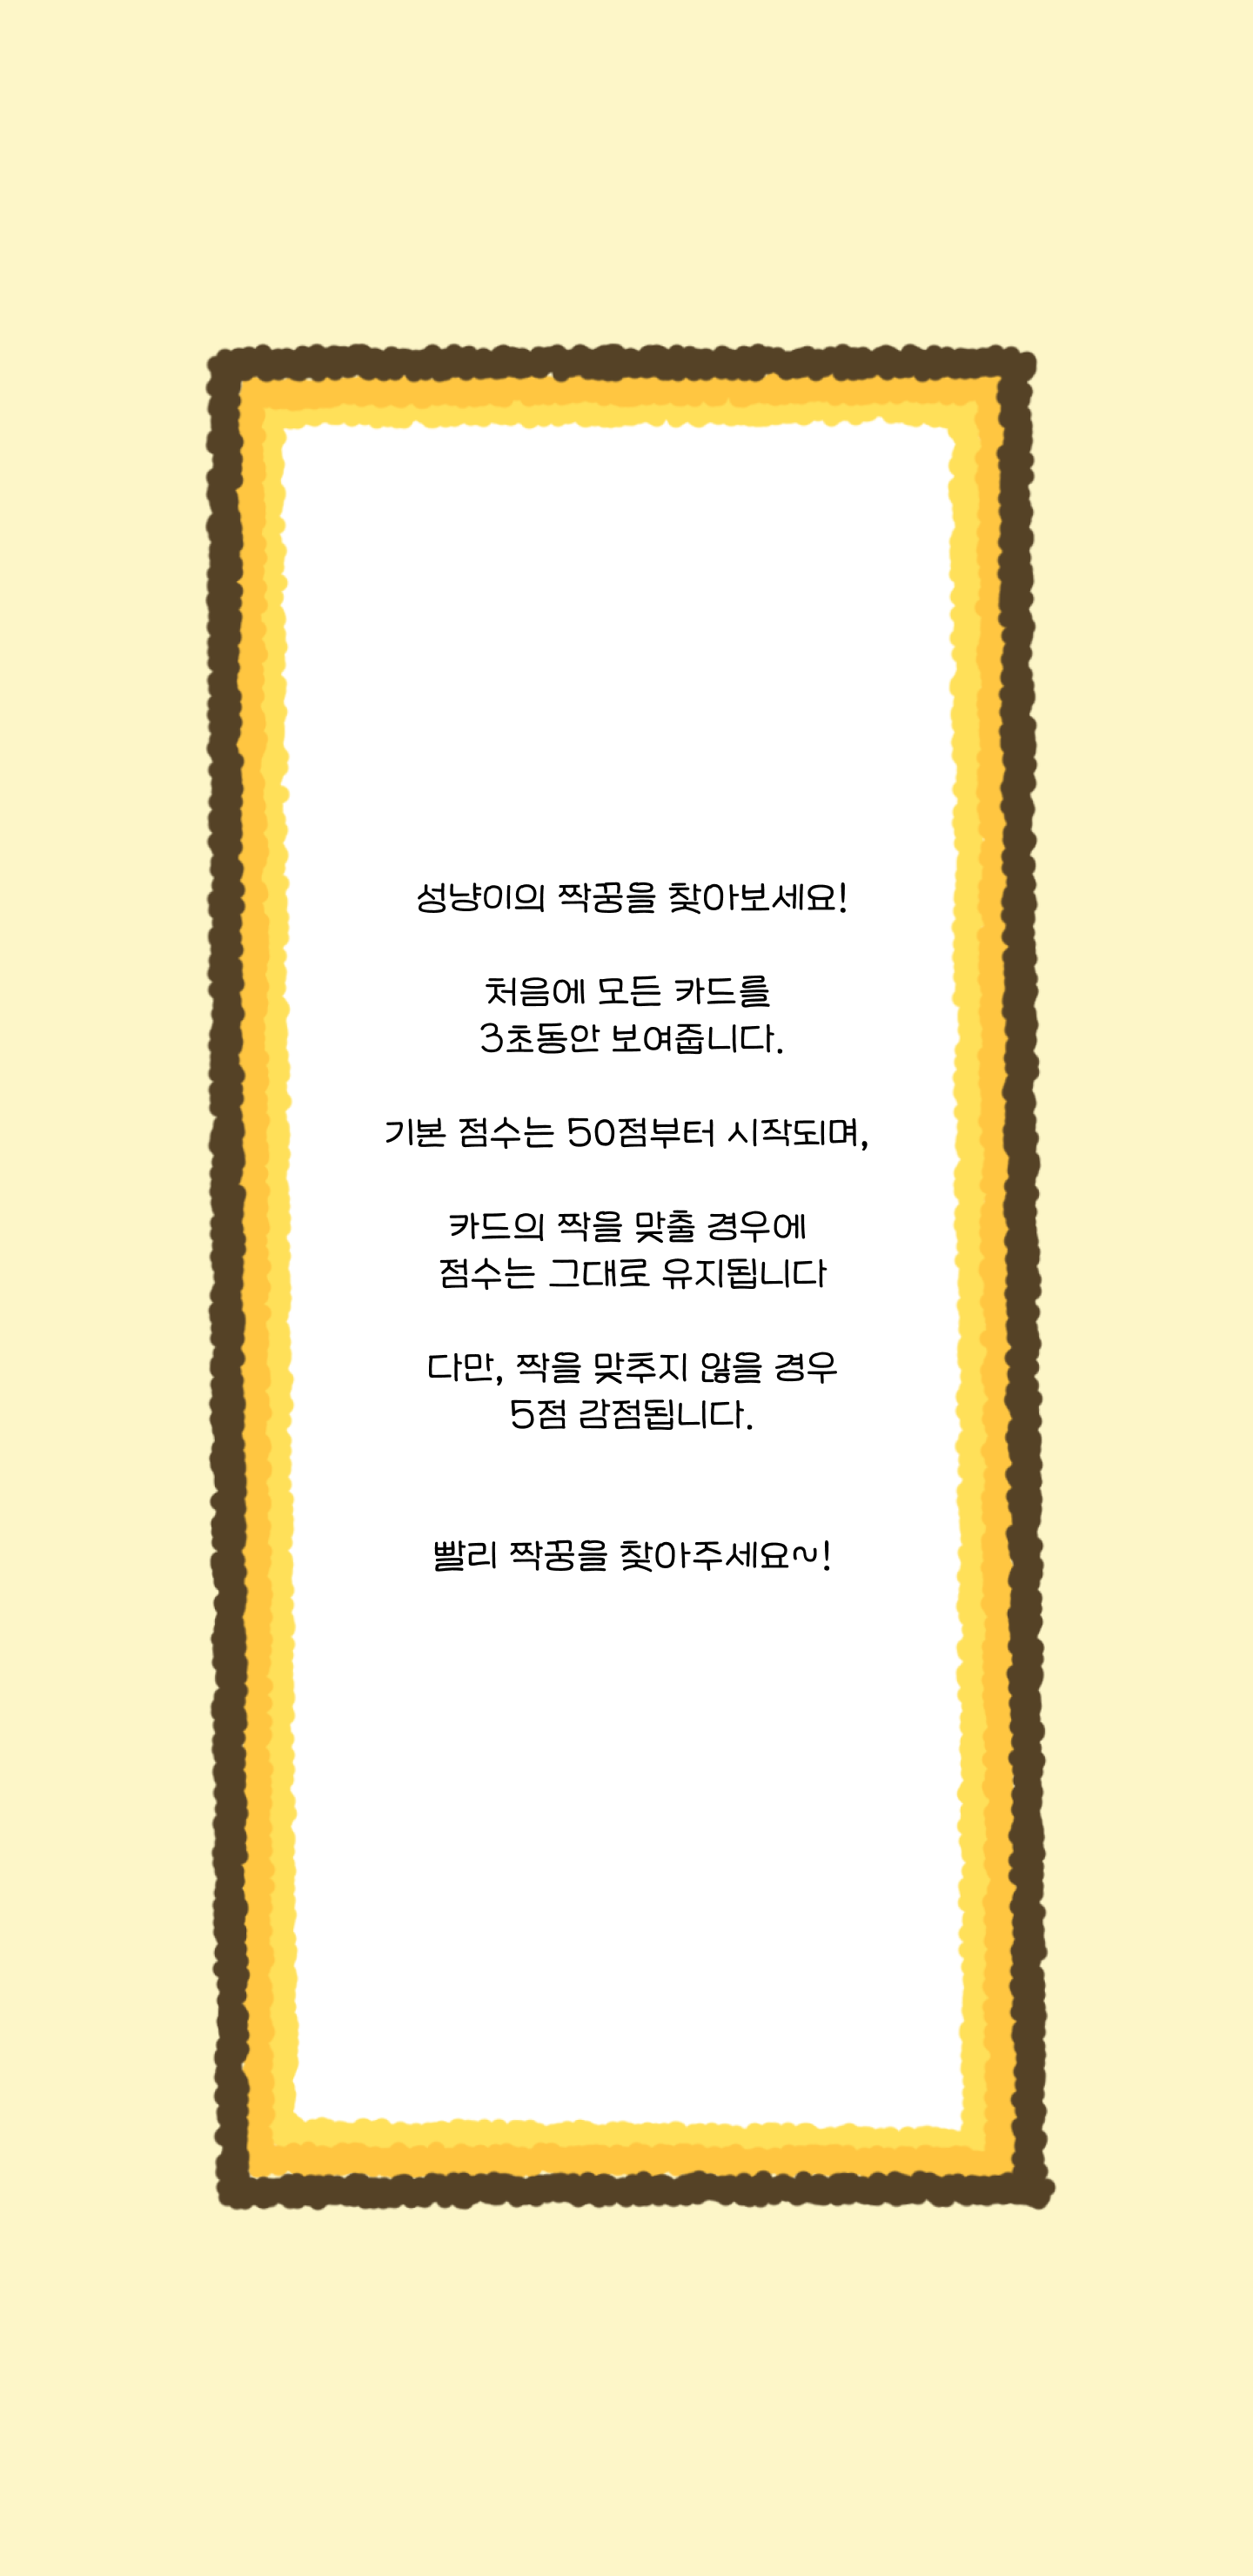 성냥이의 짝꿍을 찾아보세요!
처음에 모든 카드를
3초동안 보여줍니다.
기본 점수는 50점부터 시작되며,
카드의 짝을 맞출 경우에
점수는 그대로 유지됩니다
다만, 짝을 맞추지 않을 경우
5점 감점됩니다.
빨리 짝꿍을 찾아주세요~!